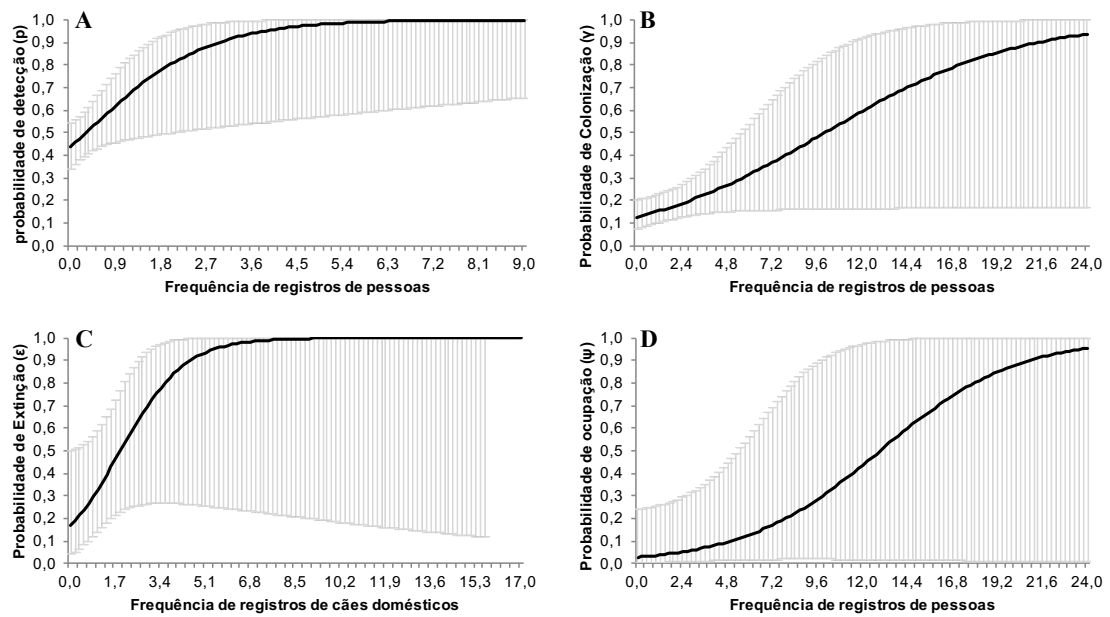 A
probabilidade de detecção (p)
1,0
0,9
0,8
0,7
0,6
0,5
0,4
0,3
0,2
0,1
0,0
0,0 0,9 1,8 2,7 3,6 4,5 5,4 6,3 7,2 8,1 9,0
Frequência de registros de pessoas
B
Probabilidade de Colonização (γ)
1,0
0,9
0,8
0,7
0,6
0,5
0,4
0,3
0,2
0,1
0,0
0,0 2,4 4,8 7,2 9,6 12,0 14,4 16,8 19,2 21,6 24,0
Frequência de registros de pessoas
C
Probabilidade de Extinção (ε)
1,0
0,9
0,8
0,7
0,6
0,5
0,4
0,3
0,2
0,1
0,0
0,0 1,7 3,4 5,1 6,8 8,5 10,2 11,9 13,6 15,3 17,0
Frequência de registros de cães domésticos
D
Probabilidade de ocupação (ψ)
1,0
0,9
0,8
0,7
0,6
0,5
0,4
0,3
0,2
0,1
0,0
0,0 2,4 4,8 7,2 9,6 12,0 14,4 16,8 19,2 21,6 24,0
Frequência de registros de pessoas